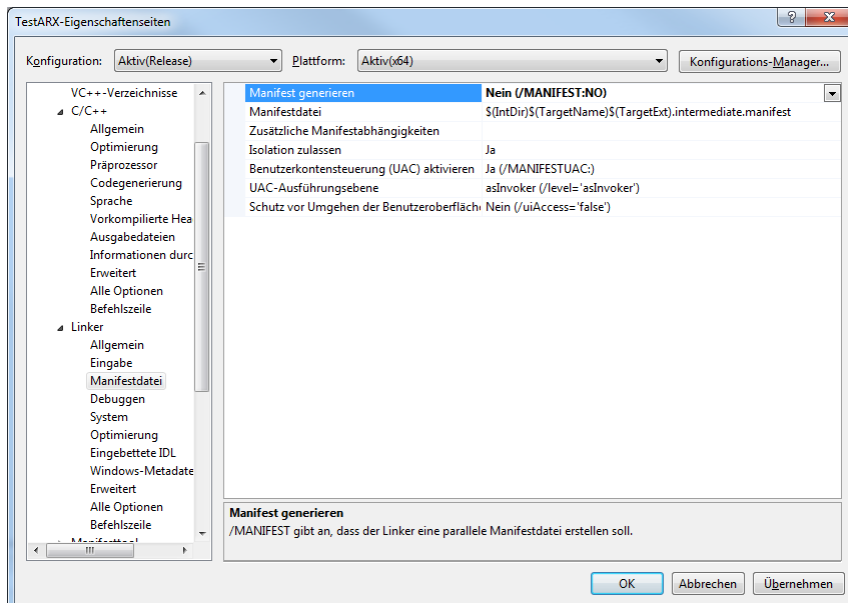 TestARX-Eigenschaftenseiten
Konfiguration: Aktiv(Release) Plattform: Aktiv(x64) Konfigurations-Manager...
VC++-Verzeichnisse
C/C++
Allgemein
Optimierung
Präprozessor
Codegenerierung
Sprache
Vorkompilierte Hea
Ausgabedateien
Informationen durc
Erweitert
Alle Optionen
Befehlszeile
Linker
Allgemein
Eingabe
Manifestdatei
Debuggen
System
Optimierung
Eingebettete IDL
Windows-Metadate
Erweitert
Alle Optionen
Befehlszeile
Manifest generieren Nein (/MANIFEST:NO)
Manifestdatei $(IntDir)$(TargetName)$(TargetExt).intermediate.manifest
Zusätzliche Manifestabhängigkeiten
Isolation zulassen Ja
Benutzerkontensteuerung (UAC) aktivieren Ja (/MANIFESTUAC:)
UAC-Ausführungsebene asInvoker (/level='asInvoker')
Schutz vor Umgehen der Benutzeroberfläch Nein (/uiAccess='false')
Manifest generieren
/MANIFEST gibt an, dass der Linker eine parallele Manifestdatei erstellen soll.
OK Abbrechen Übernehmen